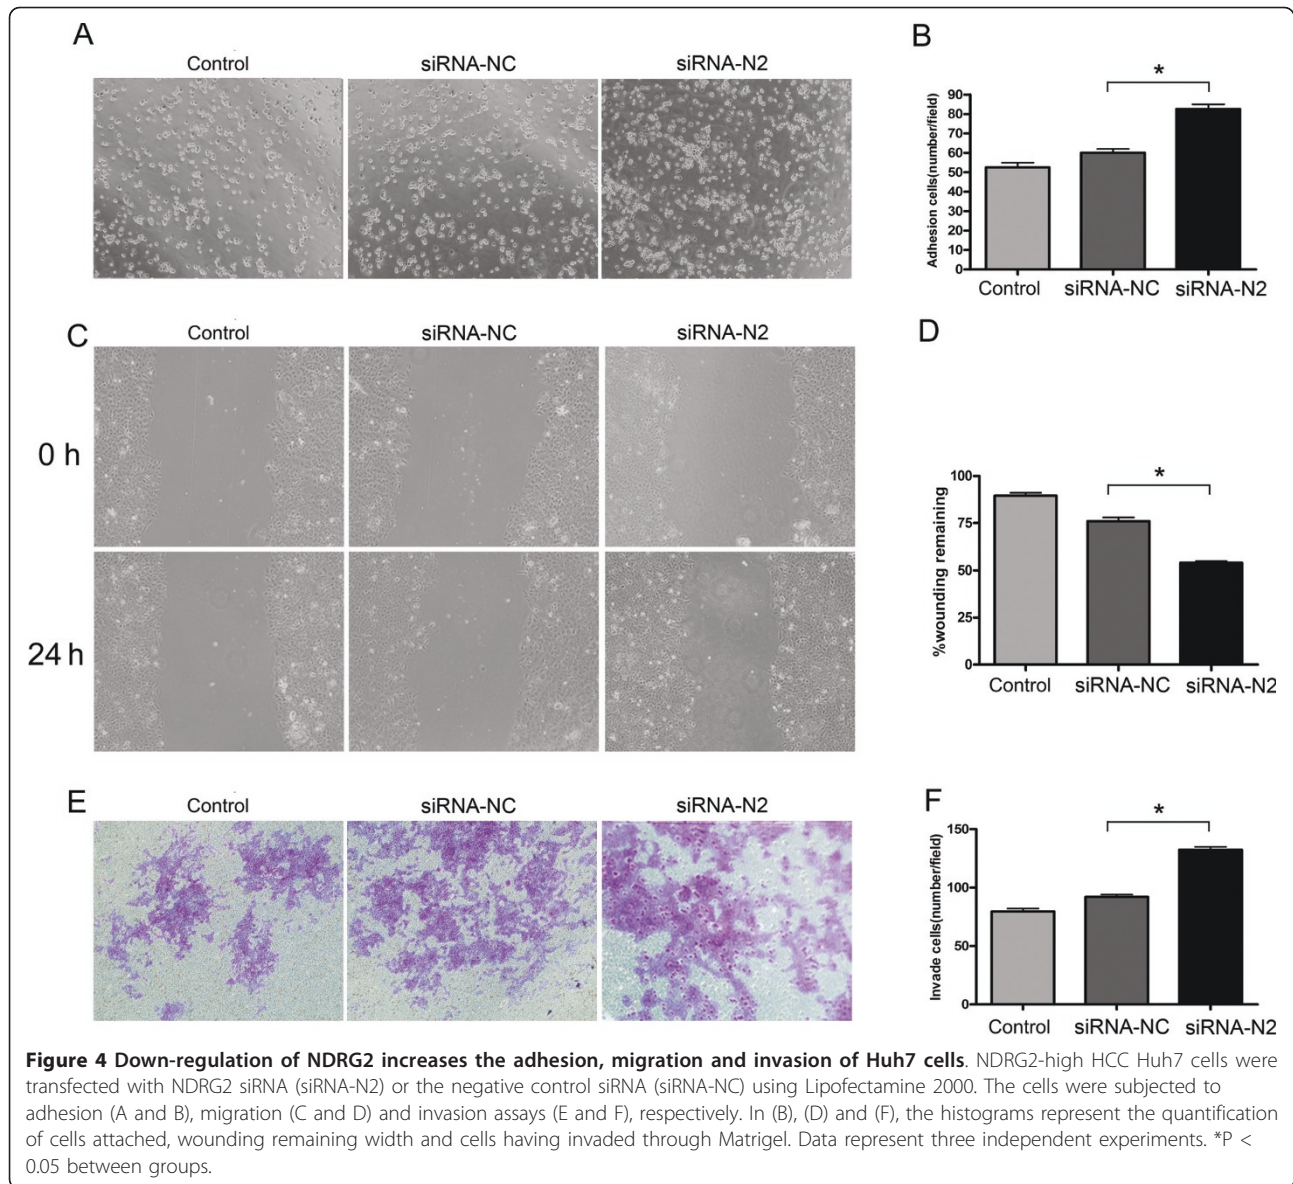 A
Control
siRNA-NC
siRNA-N2
B
*
Adhesion cells(number/field)
90
80
70
60
50
40
30
20
10
0
Control
siRNA-NC
siRNA-N2
C
Control
siRNA-NC
siRNA-N2
0 h
24 h
D
*
%wounding remaining
100
75
50
25
0
Control
siRNA-NC
siRNA-N2
E
Control
siRNA-NC
siRNA-N2
F
*
Invade cells(number/field)
150
100
50
0
Control
siRNA-NC
siRNA-N2
Figure 4 Down-regulation of NDRG2 increases the adhesion, migration and invasion of Huh7 cells. NDRG2-high HCC Huh7 cells were
transfected with NDRG2 siRNA (siRNA-N2) or the negative control siRNA (siRNA-NC) using Lipofectamine 2000. The cells were subjected to
adhesion (A and B), migration (C and D) and invasion assays (E and F), respectively. In (B), (D) and (F), the histograms represent the quantification
of cells attached, wounding remaining width and cells having invaded through Matrigel. Data represent three independent experiments. *P <
0.05 between groups.